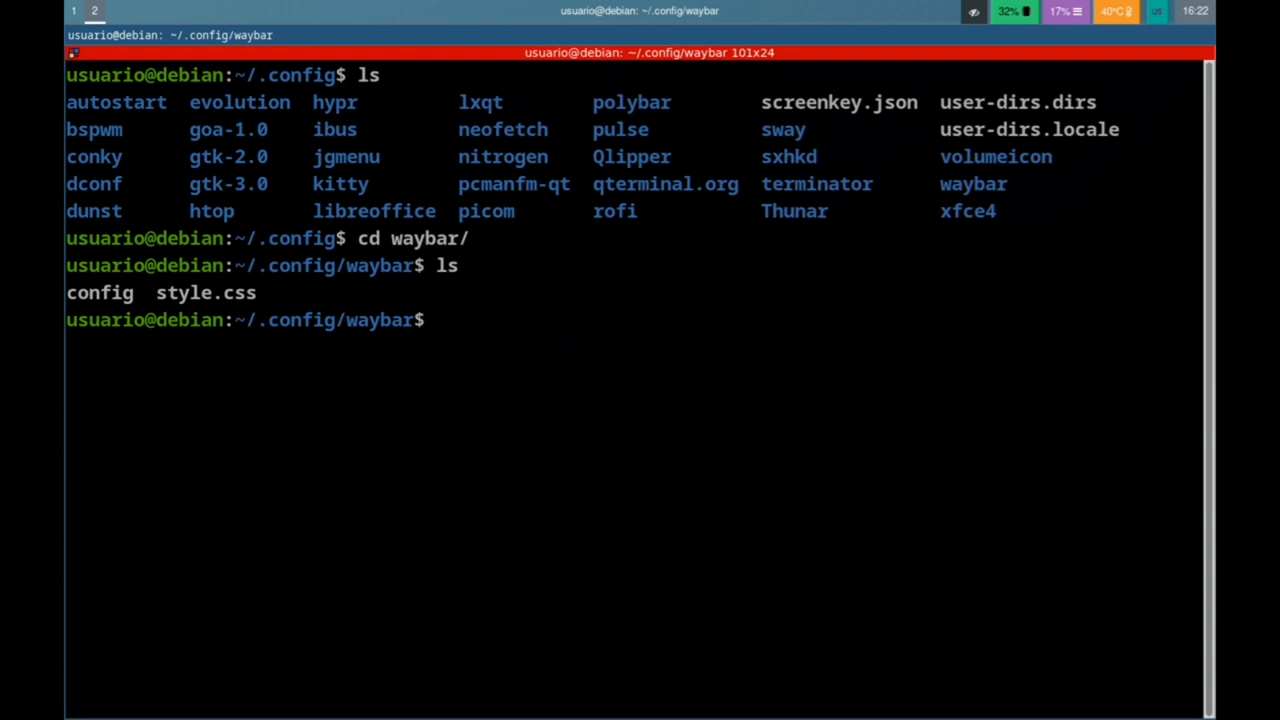 1 2 usuario@debian: ~/.config/waybar 32% 17% 40°C us 16:22
usuario@debian: ~/.config/waybar
usuario@debian: ~/.config/waybar 101x24
usuario@debian:~/.config$ ls
autostart evolution hypr lxqt polybar screenkey.json user-dirs.dirs
bspwm goa-1.0 ibus neofetch pulse sway user-dirs.locale
conky gtk-2.0 jgmenu nitrogen Qlipper sxhkd volumeicon
dconf gtk-3.0 kitty pcmanfm-qt qterminal.org terminator waybar
dunst htop libreoffice picom rofi Thunar xfce4
usuario@debian:~/.config$ cd waybar/
usuario@debian:~/.config/waybar$ ls
config style.css
usuario@debian:~/.config/waybar$